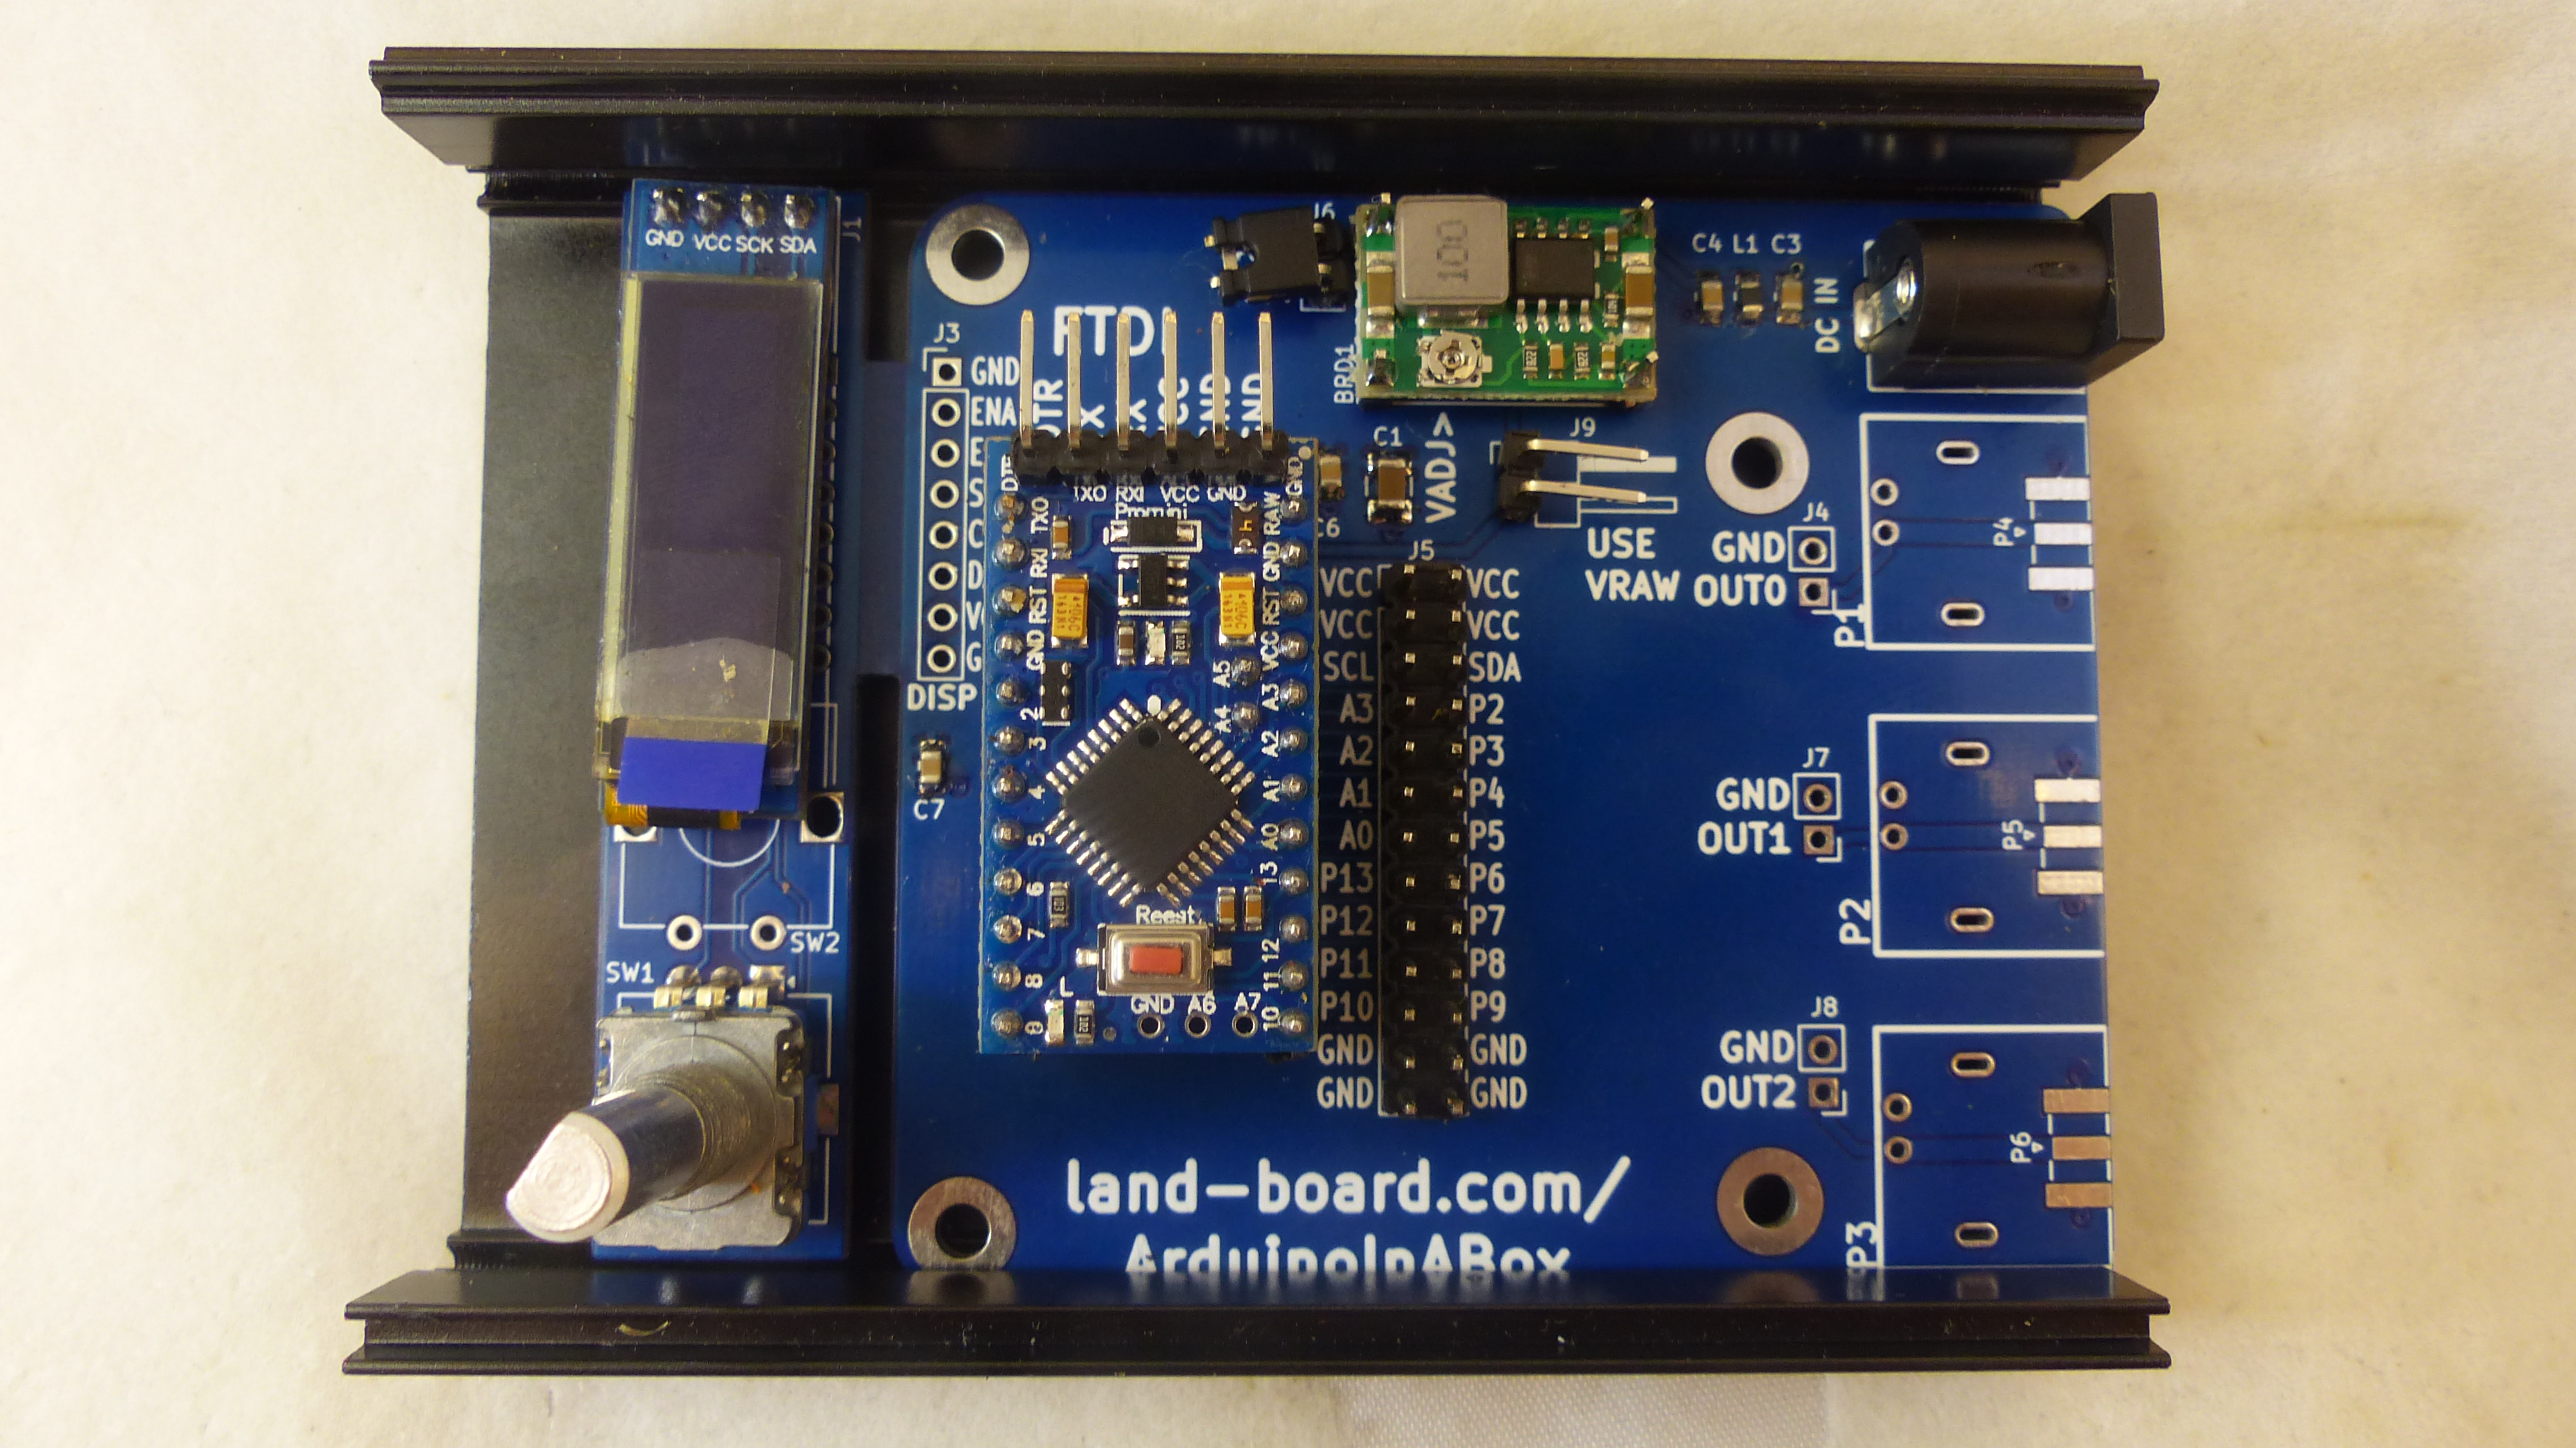 GND VCC SCK SDA
J1
SW2
SW1
J3
GND
ENA
DISP
C7
J6
100
BRD1
VADJ>
C4 L1 C3
DC IN
C1
C6
J9
USE
VRAW
TXO RXI VCC GND
GND
Promini
TXO
RXI
RST
GND
2
3
4
5
6
7
8
9
RAW
GND
RST
VCC
A3
A2
A1
A0
13
12
11
10
A5
A4
103
102
102
Reest
L
GND A6 A7
J5
VCC VCC
VCC VCC
SCL SDA
A3 P2
A2 P3
A1 P4
A0 P5
P13 P6
P12 P7
P11 P8
P10 P9
GND GND
GND GND
J4
GND
OUT0
P1
P4
J7
GND
OUT1
P2
P5
J8
GND
OUT2
P3
P6
land-board.com/
ArduinoInABox